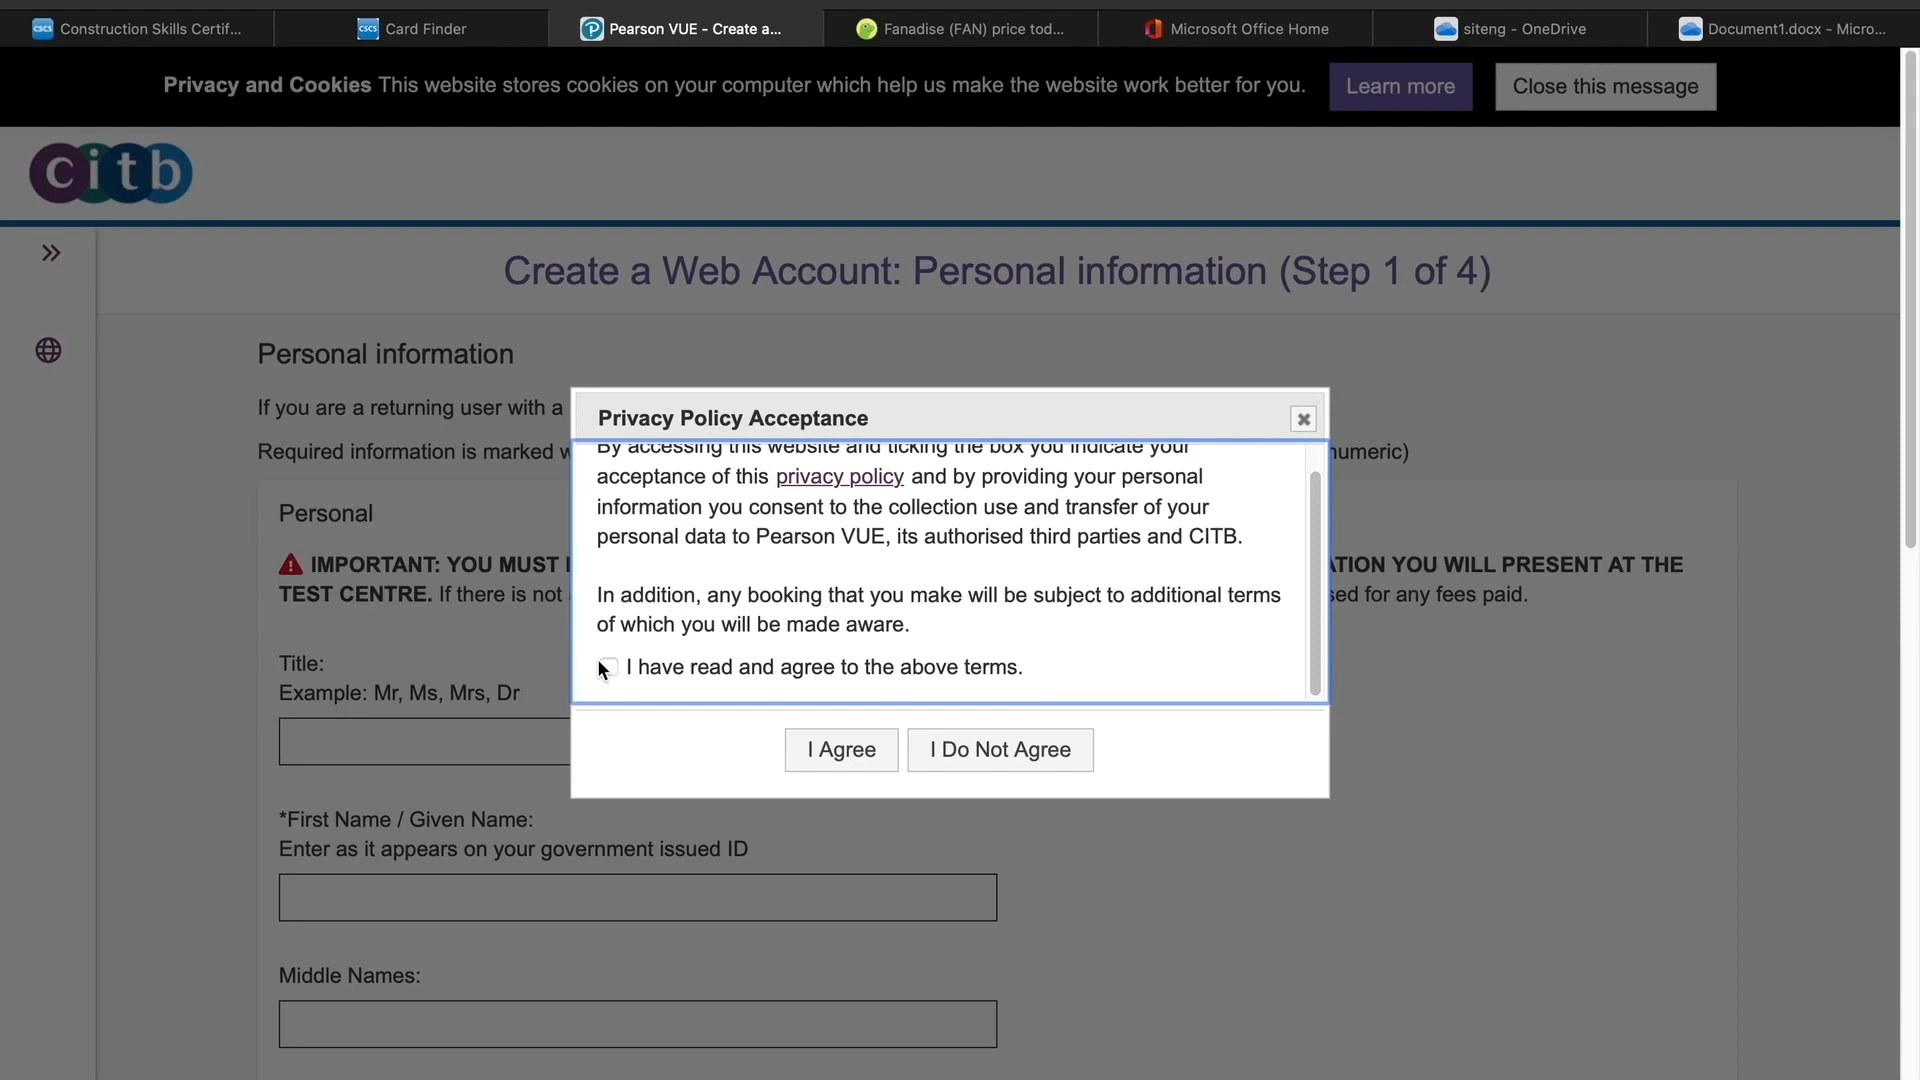 Construction Skills Certif...
Card Finder
Pearson VUE - Create a...
Fanadise (FAN) price tod...
Microsoft Office Home
siteng - OneDrive
Document1.docx - Micro...
Privacy and Cookies This website stores cookies on your computer which help us make the website work better for you.
Learn more
Close this message
citb
Create a Web Account: Personal information (Step 1 of 4)
Personal information
If you are a returning user with a
Required information is marked
numeric)
Privacy Policy Acceptance
By accessing this website and ticking the box you indicate your
acceptance of this privacy policy and by providing your personal
information you consent to the collection use and transfer of your
personal data to Pearson VUE, its authorised third parties and CITB.
In addition, any booking that you make will be subject to additional terms
of which you will be made aware.
I have read and agree to the above terms.
I Agree
I Do Not Agree
Personal
IMPORTANT: YOU MUST
ATION YOU WILL PRESENT AT THE
TEST CENTRE. If there is not
sed for any fees paid.
Title:
Example: Mr, Ms, Mrs, Dr
*First Name / Given Name:
Enter as it appears on your government issued ID
Middle Names: